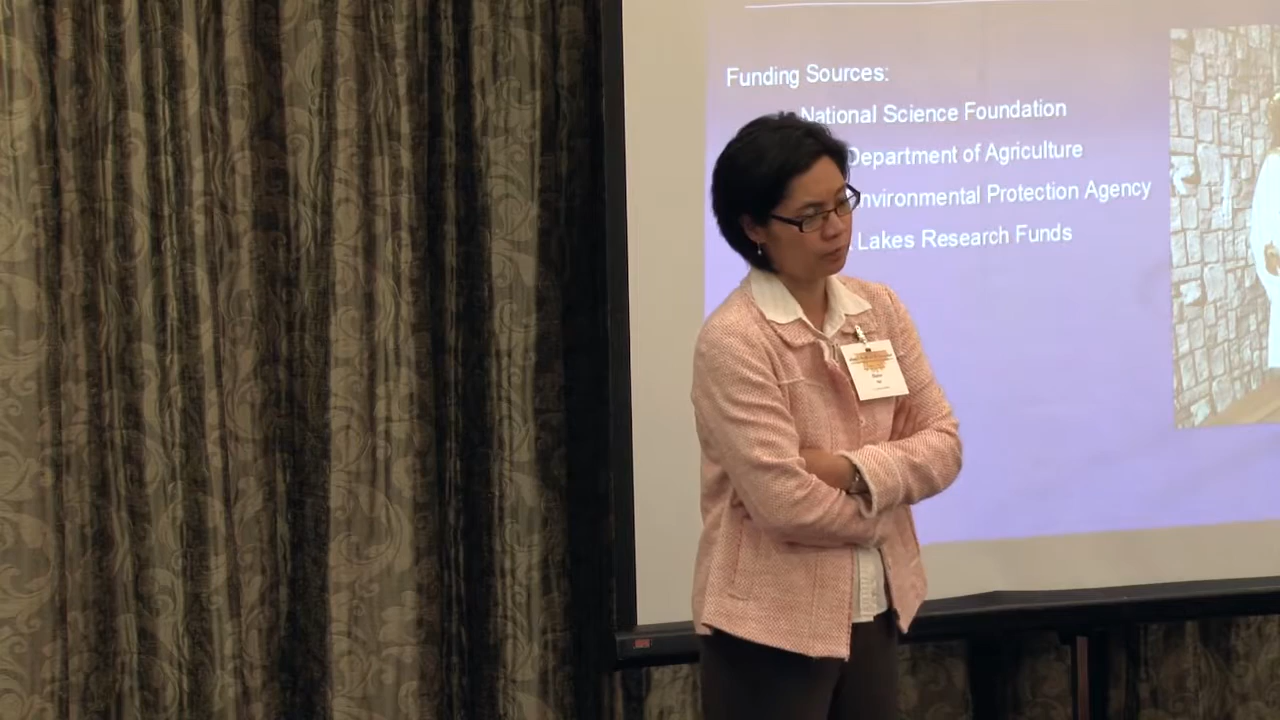 Funding Sources:
National Science Foundation
Department of Agriculture
nvironmental Protection Agency
Lakes Research Funds